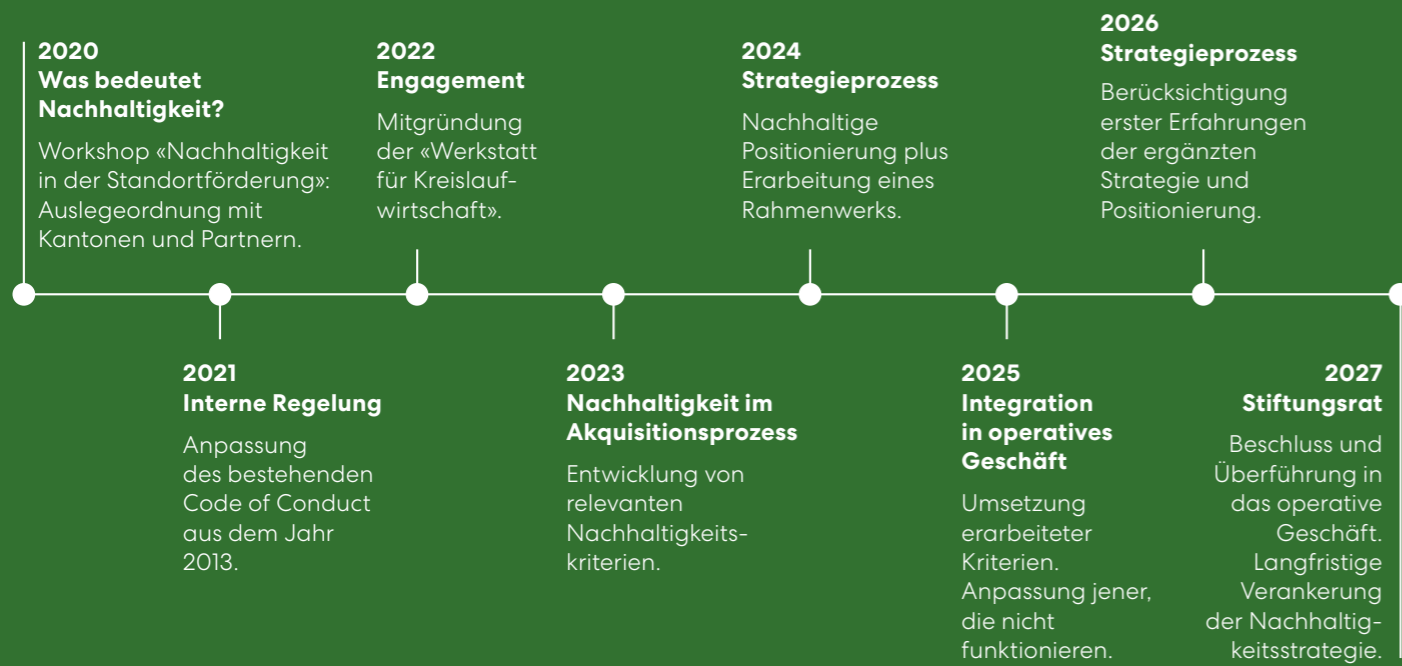 2020
Was bedeutet
Nachhaltigkeit?
Workshop «Nachhaltigkeit
in der Standortförderung»:
Auslegeordnung mit
Kantonen und Partnern.
2021
Interne Regelung
Anpassung
des bestehenden
Code of Conduct
aus dem Jahr
2013.
2022
Engagement
Mitgründung
der «Werkstatt
für Kreislauf-
wirtschaft».
2023
Nachhaltigkeit im
Akquisitionsprozess
Entwicklung von
relevanten
Nachhaltigkeits-
kriterien.
2024
Strategieprozess
Nachhaltige
Positionierung plus
Erarbeitung eines
Rahmenwerks.
2025
Integration
in operatives
Geschäft
Umsetzung
erarbeiteter
Kriterien.
Anpassung jener,
die nicht
funktionieren.
2026
Strategieprozess
Berücksichtigung
erster Erfahrungen
der ergänzten
Strategie und
Positionierung.
2027
Stiftungsrat
Beschluss und
Überführung in
das operative
Geschäft.
Langfristige
Verankerung
der Nachhaltig-
keitsstrategie.